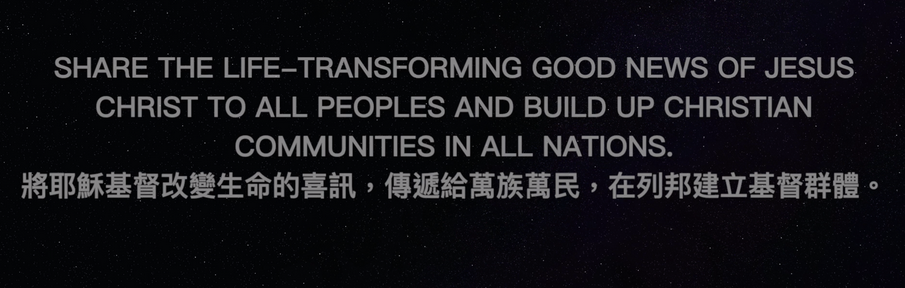 SHARE THE LIFE–TRANSFORMING GOOD NEWS OF JESUS
CHRIST TO ALL PEOPLES AND BUILD UP CHRISTIAN
COMMUNITIES IN ALL NATIONS.
將耶穌基督改變生命的喜訊，傳遞給萬族萬民，在列邦建立基督群體。